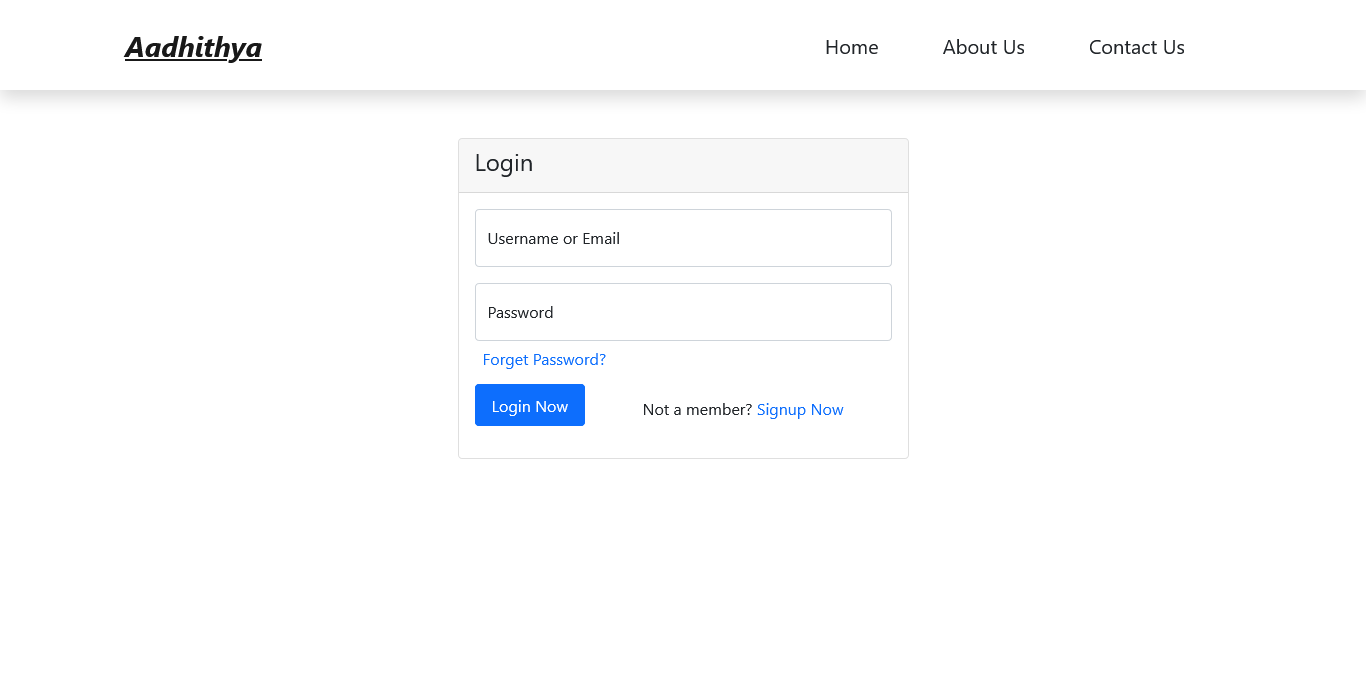 Aadhithya Home About Us Contact Us
Login
Username or Email
Password
Forget Password?
Login Now Not a member? Signup Now